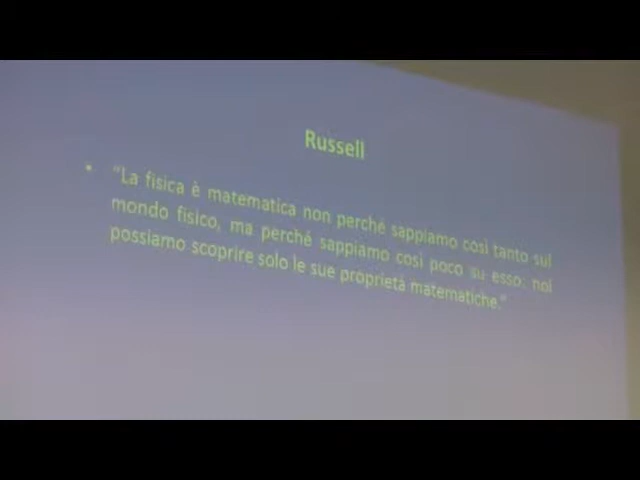 Russell
• “La fisica è matematica non perché sappiamo così tanto sul
mondo fisico, ma perché sappiamo così poco su esso: noi
possiamo scoprire solo le sue proprietà matematiche.”